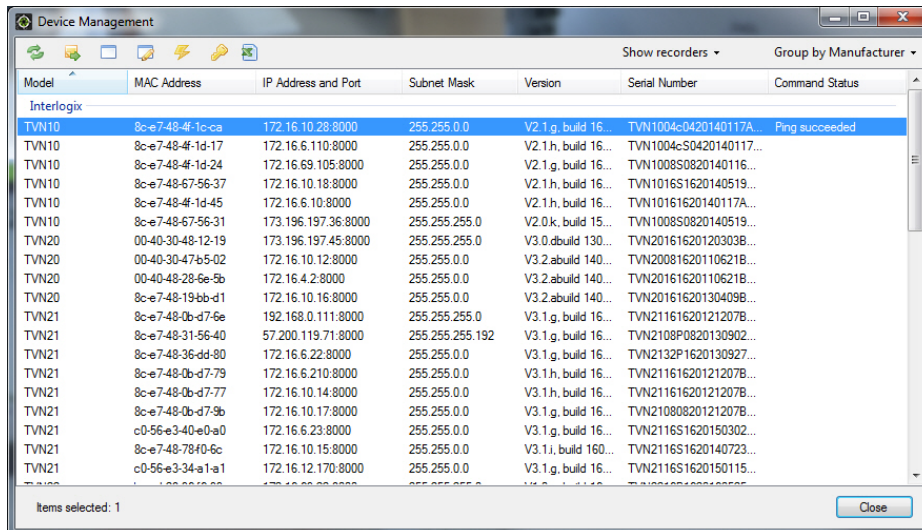 Device Management
Show recorders Group by Manufacturer
Model MAC Address IP Address and Port Subnet Mask Version Serial Number Command Status
Interlogix
TVN10 8c-e7-48-4f-1c-ca 172.16.10.28:8000 255.255.0.0 V2.1.g, build 16... TVN1004c0420140117A... Ping succeeded
TVN10 8c-e7-48-4f-1d-17 172.16.6.110:8000 255.255.0.0 V2.1.h, build 16... TVN1004cS0420140117...
TVN10 8c-e7-48-4f-1d-24 172.16.69.105:8000 255.255.0.0 V2.1.g, build 16... TVN1008S0820140116...
TVN10 8c-e7-48-67-56-37 172.16.10.18:8000 255.255.0.0 V2.1.h, build 16... TVN1016S1620140519...
TVN10 8c-e7-48-4f-1d-45 172.16.6.10:8000 255.255.0.0 V2.1.h, build 16... TVN10161620140117A...
TVN10 8c-e7-48-67-56-31 173.196.197.36:8000 255.255.255.0 V2.0.k, build 15... TVN1008S0820140519...
TVN20 00-40-30-48-12-19 173.196.197.45:8000 255.255.255.0 V3.0.dbuild 130... TVN20161620120303B...
TVN20 00-40-30-47-b5-02 172.16.10.12:8000 255.255.0.0 V3.2.abuild 140... TVN20081620110621B...
TVN20 00-40-48-28-6e-5b 172.16.4.2:8000 255.255.0.0 V3.2.abuild 140... TVN20161620110621B...
TVN20 8c-e7-48-19-bb-d1 172.16.10.16:8000 255.255.0.0 V3.2.abuild 140... TVN20161620130409B...
TVN21 8c-e7-48-0b-d7-6e 192.168.0.111:8000 255.255.255.0 V3.1.g, build 16... TVN21161620121207B...
TVN21 8c-e7-48-31-56-40 57.200.119.71:8000 255.255.255.192 V3.1.g, build 16... TVN2108P0820130902...
TVN21 8c-e7-48-36-dd-80 172.16.6.22:8000 255.255.0.0 V3.1.g, build 16... TVN2132P1620130927...
TVN21 8c-e7-48-0b-d7-79 172.16.6.210:8000 255.255.0.0 V3.1.h, build 16... TVN21161620121207B...
TVN21 8c-e7-48-0b-d7-77 172.16.10.14:8000 255.255.0.0 V3.1.h, build 16... TVN21161620121207B...
TVN21 8c-e7-48-0b-d7-9b 172.16.10.17:8000 255.255.0.0 V3.1.g, build 16... TVN21080820121207B...
TVN21 c0-56-e3-40-e0-a0 172.16.6.23:8000 255.255.0.0 V3.1.g, build 16... TVN2116S1620150302...
TVN21 8c-e7-48-78-f0-6c 172.16.10.15:8000 255.255.0.0 V3.1.i, build 160... TVN2116S1620140723...
TVN21 c0-56-e3-34-a1-a1 172.16.12.170:8000 255.255.0.0 V3.1.g, build 16... TVN2116S1620150115...
Items selected: 1 Close